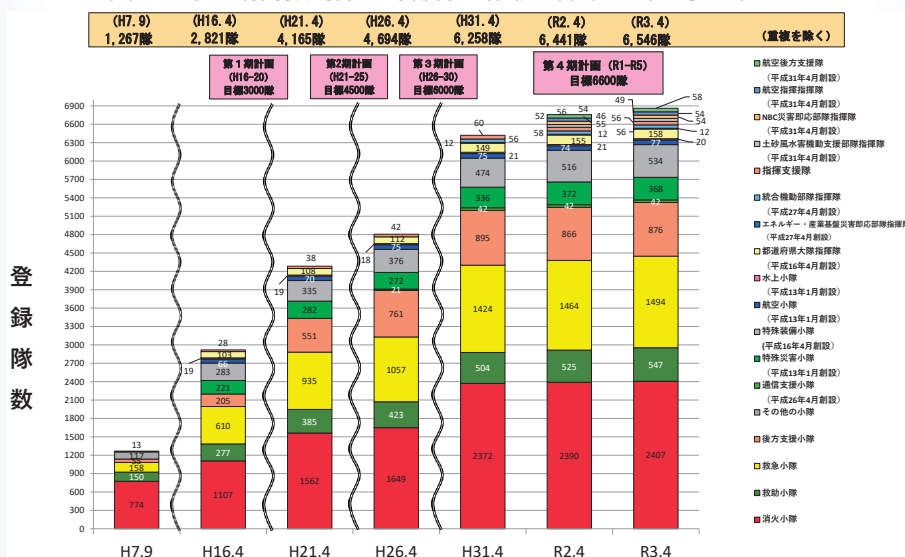 (H7.9) (H16.4) (H21.4) (H26.4) (H31.4) (R2.4) (R3.4)
1,267隊 2,821隊 4,165隊 4,694隊 6,258隊 6,441隊 6,546隊 (重複を除く)
第1期計画
(H16-20)
目標3000隊
第2期計画
(H21-25)
目標4500隊
第3期計画
(H26-30)
目標6000隊
第4期計画 (R1-R5)
目標6600隊
登録隊数
6900
6600
6300
6000
5700
5400
5100
4800
4500
4200
3900
3600
3300
3000
2700
2400
2100
1800
1500
1200
900
600
300
0
13
117
158
150
774
28
103
66
19
283
221
205
610
277
1107
38
108
70
19
335
282
551
935
385
1562
42
112
75
18
376
272
21
761
1057
423
1649
60
56
12
149
75
21
474
336
42
895
1424
504
2372
54
56
52
46
55
58
12
155
74
21
516
372
42
866
1464
525
2390
58
49
54
54
56
12
56
158
77
20
534
368
42
876
1494
547
2407
H7.9 H16.4 H21.4 H26.4 H31.4 R2.4 R3.4
航空後方支援隊
(平成31年4月創設)
航空指揮指揮隊
(平成31年4月創設)
NBC災害即応部隊指揮隊
(平成31年4月創設)
土砂風水害機動支援部隊指揮隊
(平成31年4月創設)
指揮支援隊
統合機動部隊指揮隊
(平成27年4月創設)
エネルギー・産業基盤災害即応部隊指揮隊
(平成27年4月創設)
都道府県大隊指揮隊
(平成16年4月創設)
水上小隊
(平成13年1月創設)
航空小隊
(平成13年1月創設)
特殊装備小隊
(平成16年4月創設)
特殊災害小隊
(平成13年1月創設)
通信支援小隊
(平成26年4月創設)
その他の小隊
後方支援小隊
救急小隊
救助小隊
消火小隊